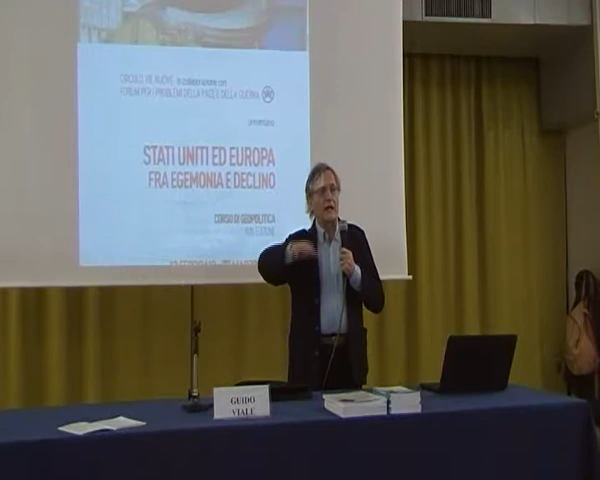 CIRCOLO VIE NUOVE in collaborazione con
FORUM PER I PROBLEMI DELLA PACE E DELLA GUERRA
presentano
STATI UNITI ED EUROPA
FRA EGEMONIA E DECLINO
CORSO DI GEOPOLITICA
EDIZIONE
GUIDO
VIALE